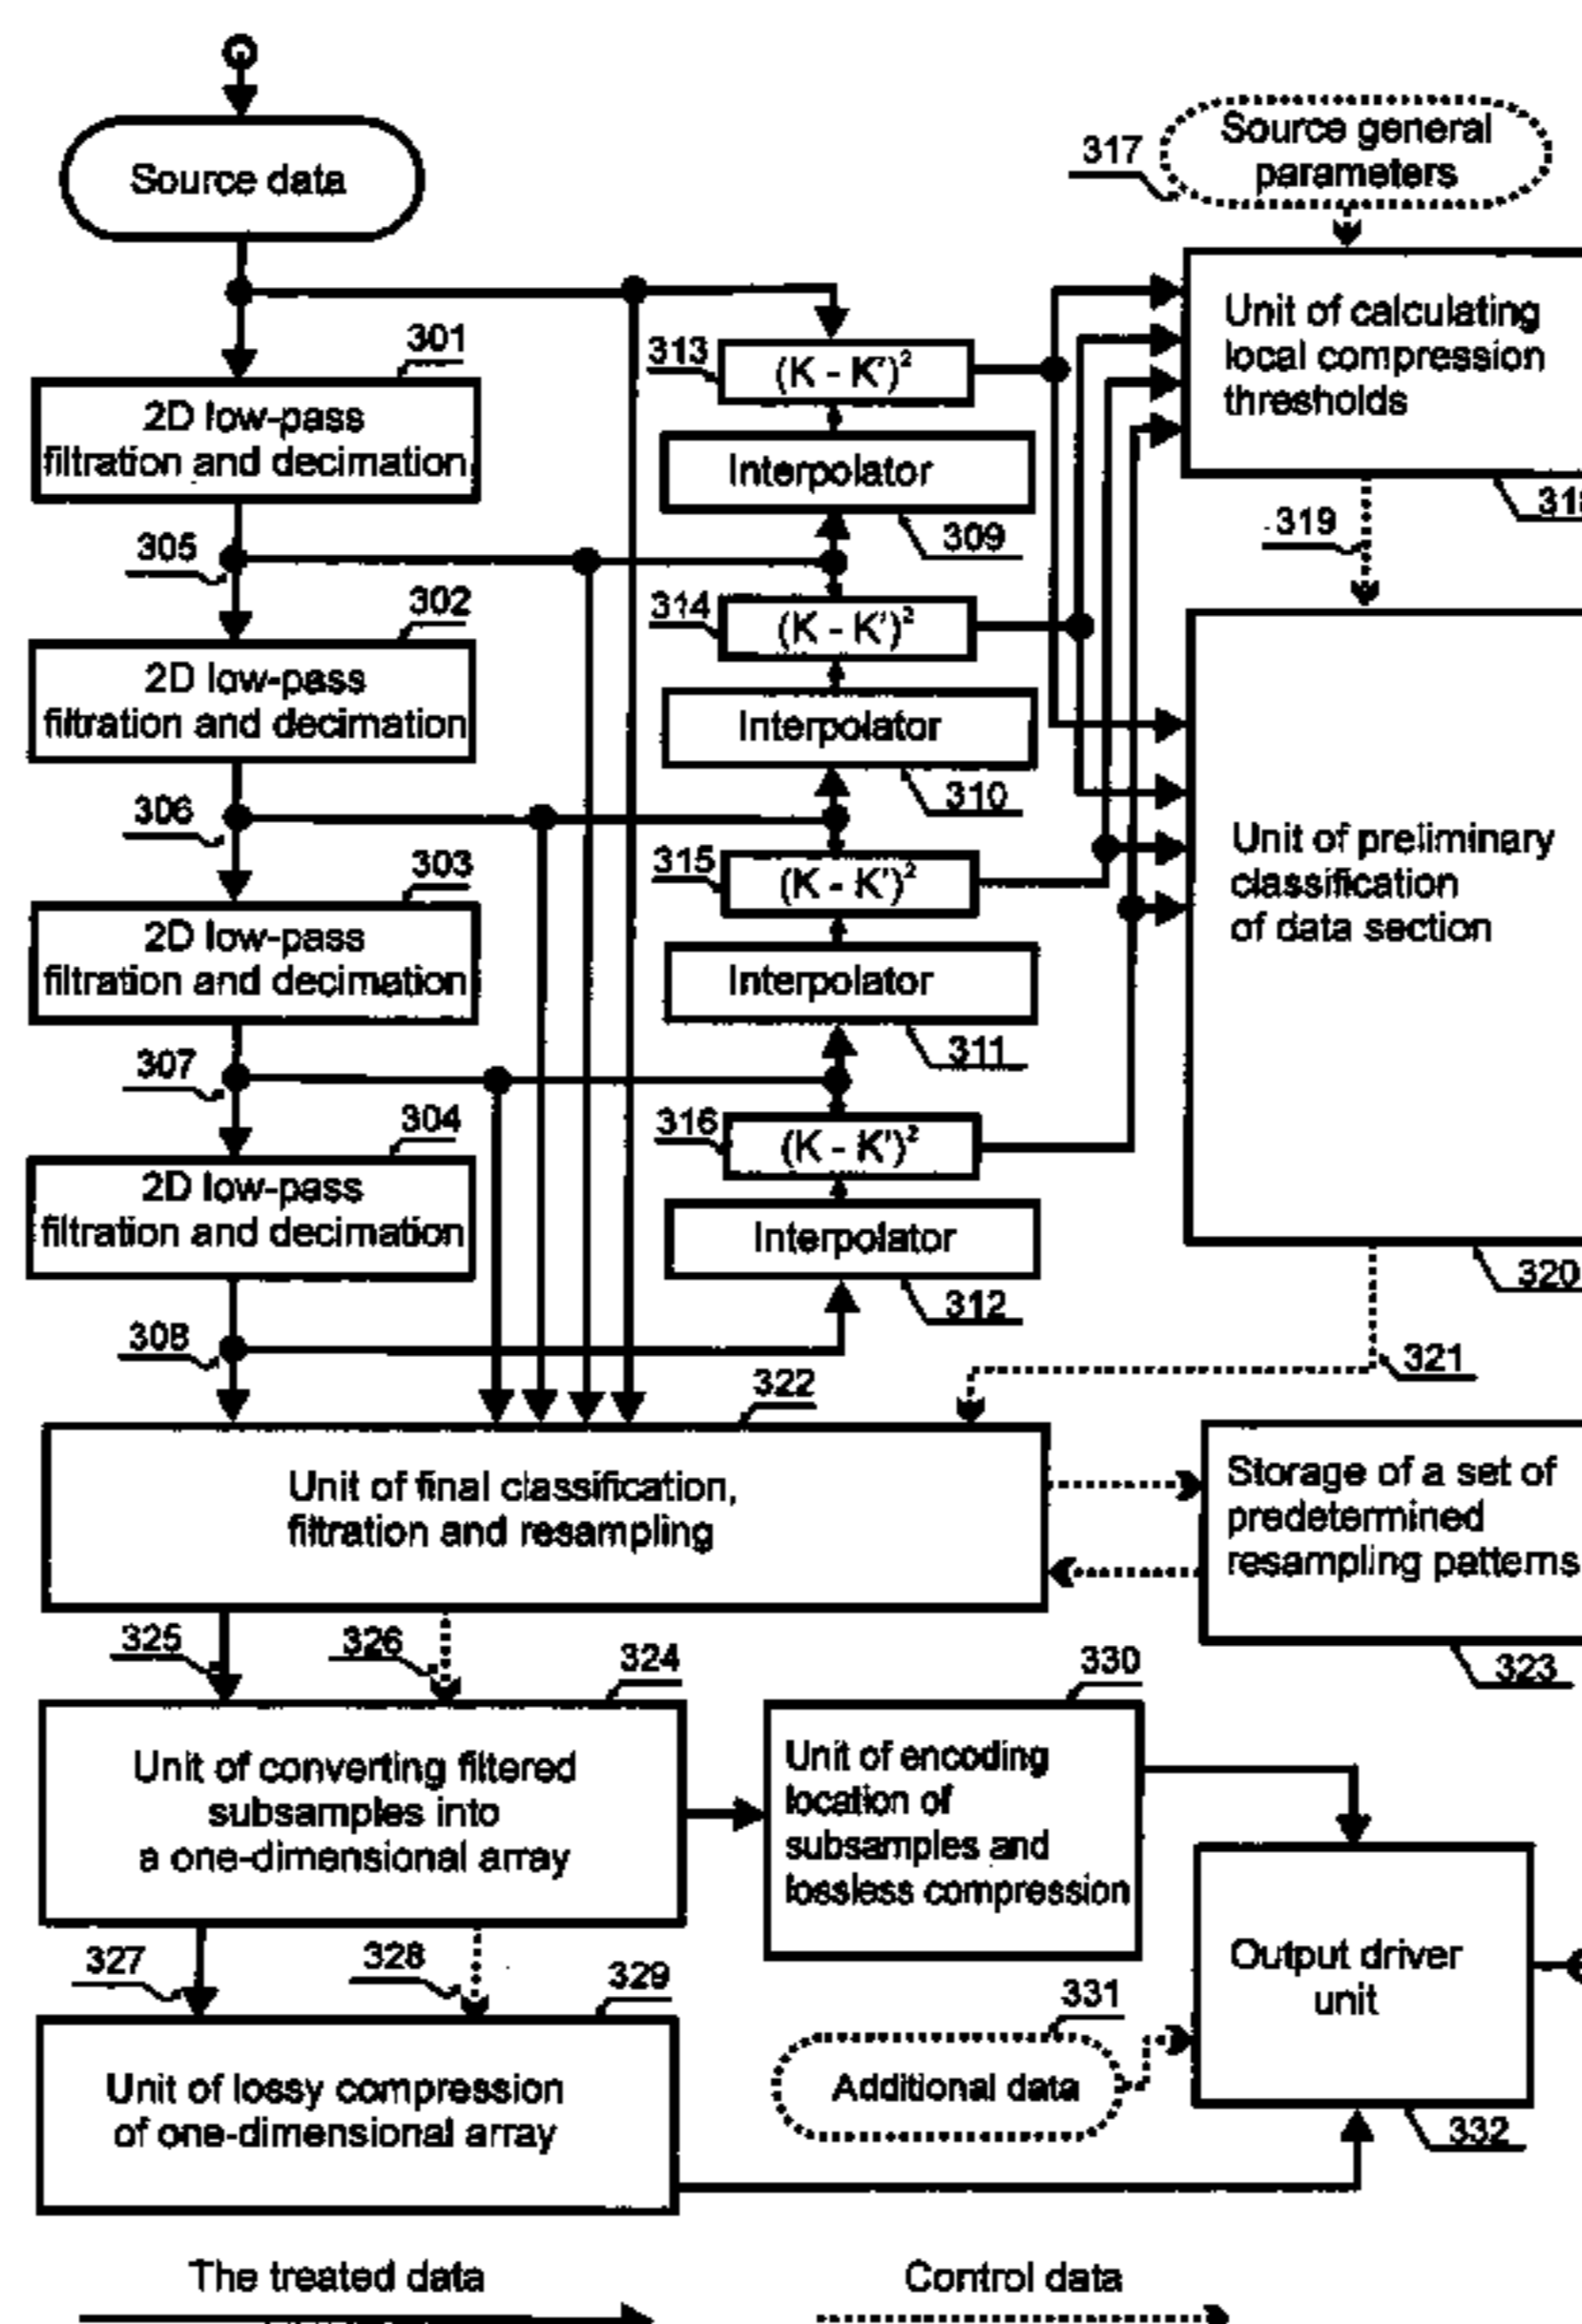 Source data
317
Source general
parameters
301
2D low-pass
filtration and decimation
313
(K - K')²
Unit of calculating
local compression
thresholds
Interpolator
309
319
305
302
2D low-pass
filtration and decimation
314
(K - K')²
Interpolator
310
306
303
2D low-pass
filtration and decimation
315
(K - K')²
Unit of preliminary
classification
of data section
Interpolator
311
307
304
2D low-pass
filtration and decimation
316
(K - K')²
Interpolator
312
320
308
321
322
Unit of final classification,
filtration and resampling
Storage of a set of
predetermined
resampling patterns
323
325
326
324
330
Unit of converting filtered
subsamples into
a one-dimensional array
Unit of encoding
location of
subsamples and
lossless compression
327
328
329
Output driver
unit
331
Additional data
332
Unit of lossy compression
of one-dimensional array
The treated data
Control data